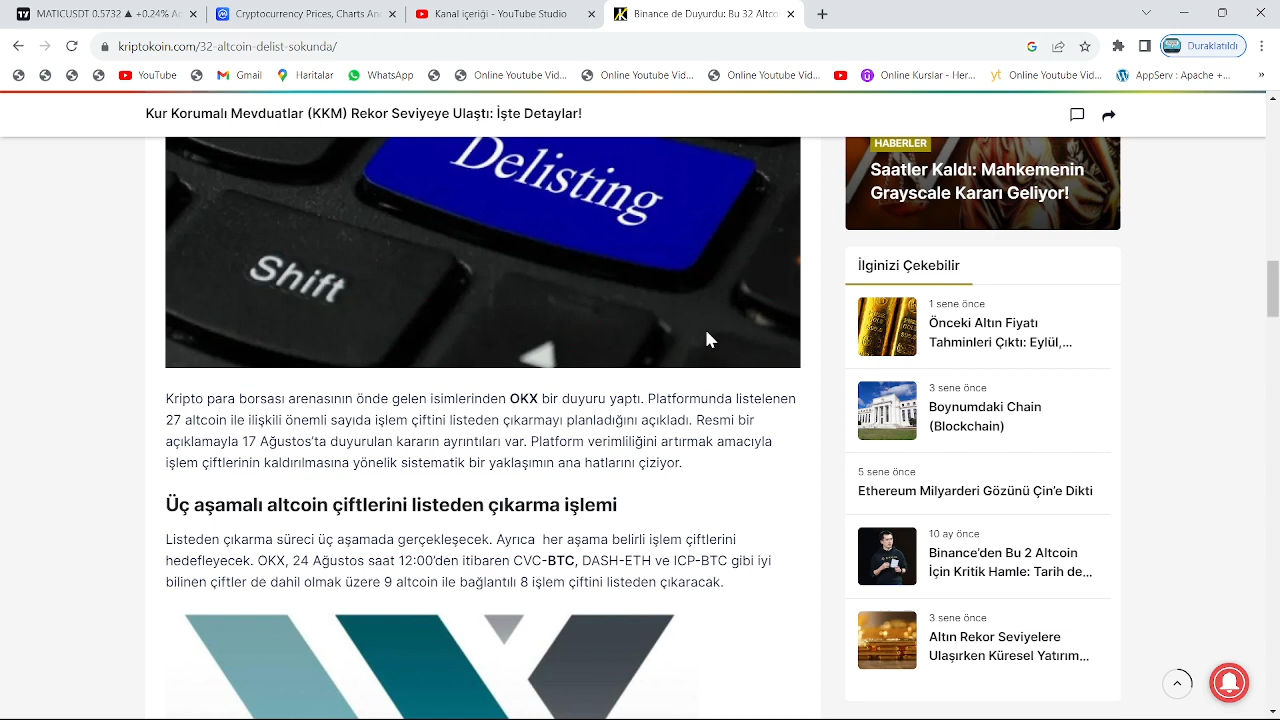 MATICUSDT 0.5732 ▲ +0.24% Aç
Cryptocurrency Prices, Charts An
Kanal içeriği - YouTube Studio
Binance de Duyurdu: Bu 32 Altco
kriptokoin.com/32-altcoin-delist-sokunda/
Duraklatıldı
YouTube
Gmail
Haritalar
WhatsApp
Online Youtube Vid...
Online Youtube Vid...
Online Youtube Vid...
Online Kurslar - Her...
Online Youtube Vid...
AppServ : Apache +...
»
Kur Korumalı Mevduatlar (KKM) Rekor Seviyeye Ulaştı: İşte Detaylar!
Delisting
Shift
Kripto para borsası arenasının önde gelen isimlerinden OKX bir duyuru yaptı. Platformunda listelenen
27 altcoin ile ilişkili önemli sayıda işlem çiftini listeden çıkarmayı planladığını açıkladı. Resmi bir
açıklamayla 17 Ağustos'ta duyurulan kararın ayrıntıları var. Platform verimliliğini artırmak amacıyla
işlem çiftlerinin kaldırılmasına yönelik sistematik bir yaklaşımın ana hatlarını çiziyor.
Üç aşamalı altcoin çiftlerini listeden çıkarma işlemi
Listeden çıkarma süreci üç aşamada gerçekleşecek. Ayrıca her aşama belirli işlem çiftlerini
hedefleyecek. OKX, 24 Ağustos saat 12:00'den itibaren CVC-BTC, DASH-ETH ve ICP-BTC gibi iyi
bilinen çiftler de dahil olmak üzere 9 altcoin ile bağlantılı 8 işlem çiftini listeden çıkaracak.
HABERLER
Saatler Kaldı: Mahkemenin
Grayscale Kararı Geliyor!
İlginizi Çekebilir
1 sene önce
Önceki Altın Fiyatı
Tahminleri Çıktı: Eylül,...
3 sene önce
Boynumdaki Chain
(Blockchain)
5 sene önce
Ethereum Milyarderi Gözünü Çin'e Dikti
10 ay önce
Binance'den Bu 2 Altcoin
İçin Kritik Hamle: Tarih de...
3 sene önce
Altın Rekor Seviyelere
Ulaşırken Küresel Yatırım...